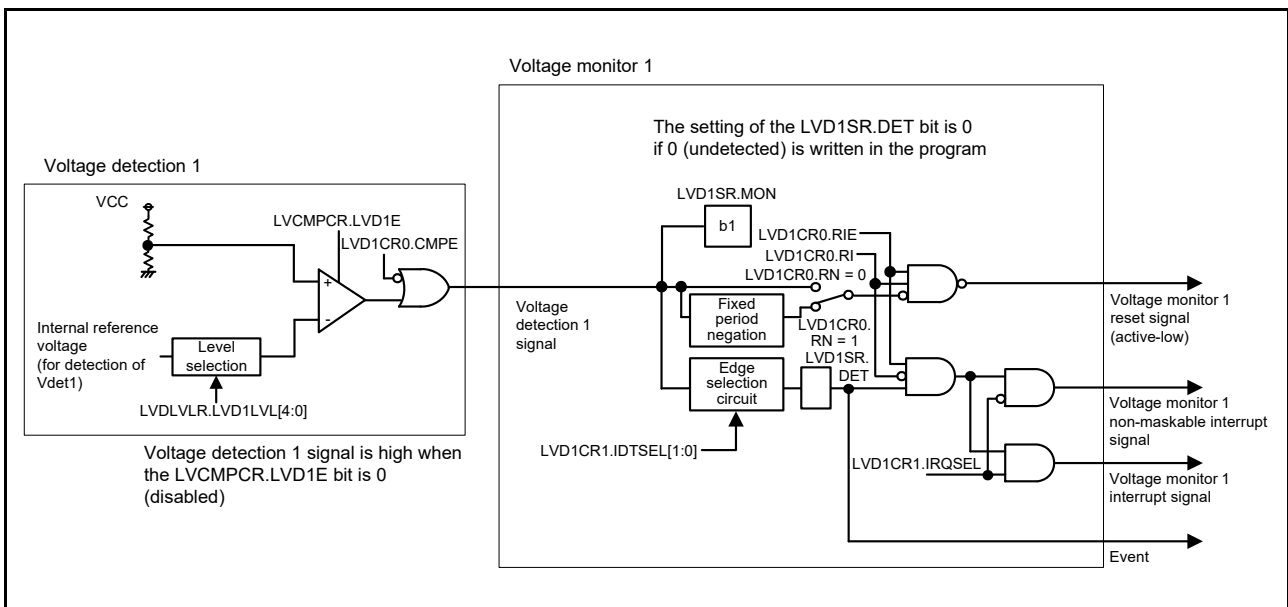 Voltage monitor 1
The setting of the LVD1SR.DET bit is 0
if 0 (undetected) is written in the program
Voltage detection 1
VCC
LVCMPCR.LVD1E
LVD1CR0.CMPE
+
-
Internal reference
voltage
(for detection of
Vdet1)
Level
selection
LVDLVLR.LVD1LVL[4:0]
Voltage detection 1 signal is high when
the LVCMPCR.LVD1E bit is 0
(disabled)
Voltage
detection 1
signal
LVD1SR.MON
b1
LVD1CR0.RIE
LVD1CR0.RI
LVD1CR0.RN = 0
Fixed
period
negation
LVD1CR0.
RN = 1
LVD1SR.
DET
Edge
selection
circuit
LVD1CR1.IDTSEL[1:0]
LVD1CR1.IRQSEL
Voltage monitor 1
reset signal
(active-low)
Voltage monitor 1
non-maskable interrupt
signal
Voltage monitor 1
interrupt signal
Event